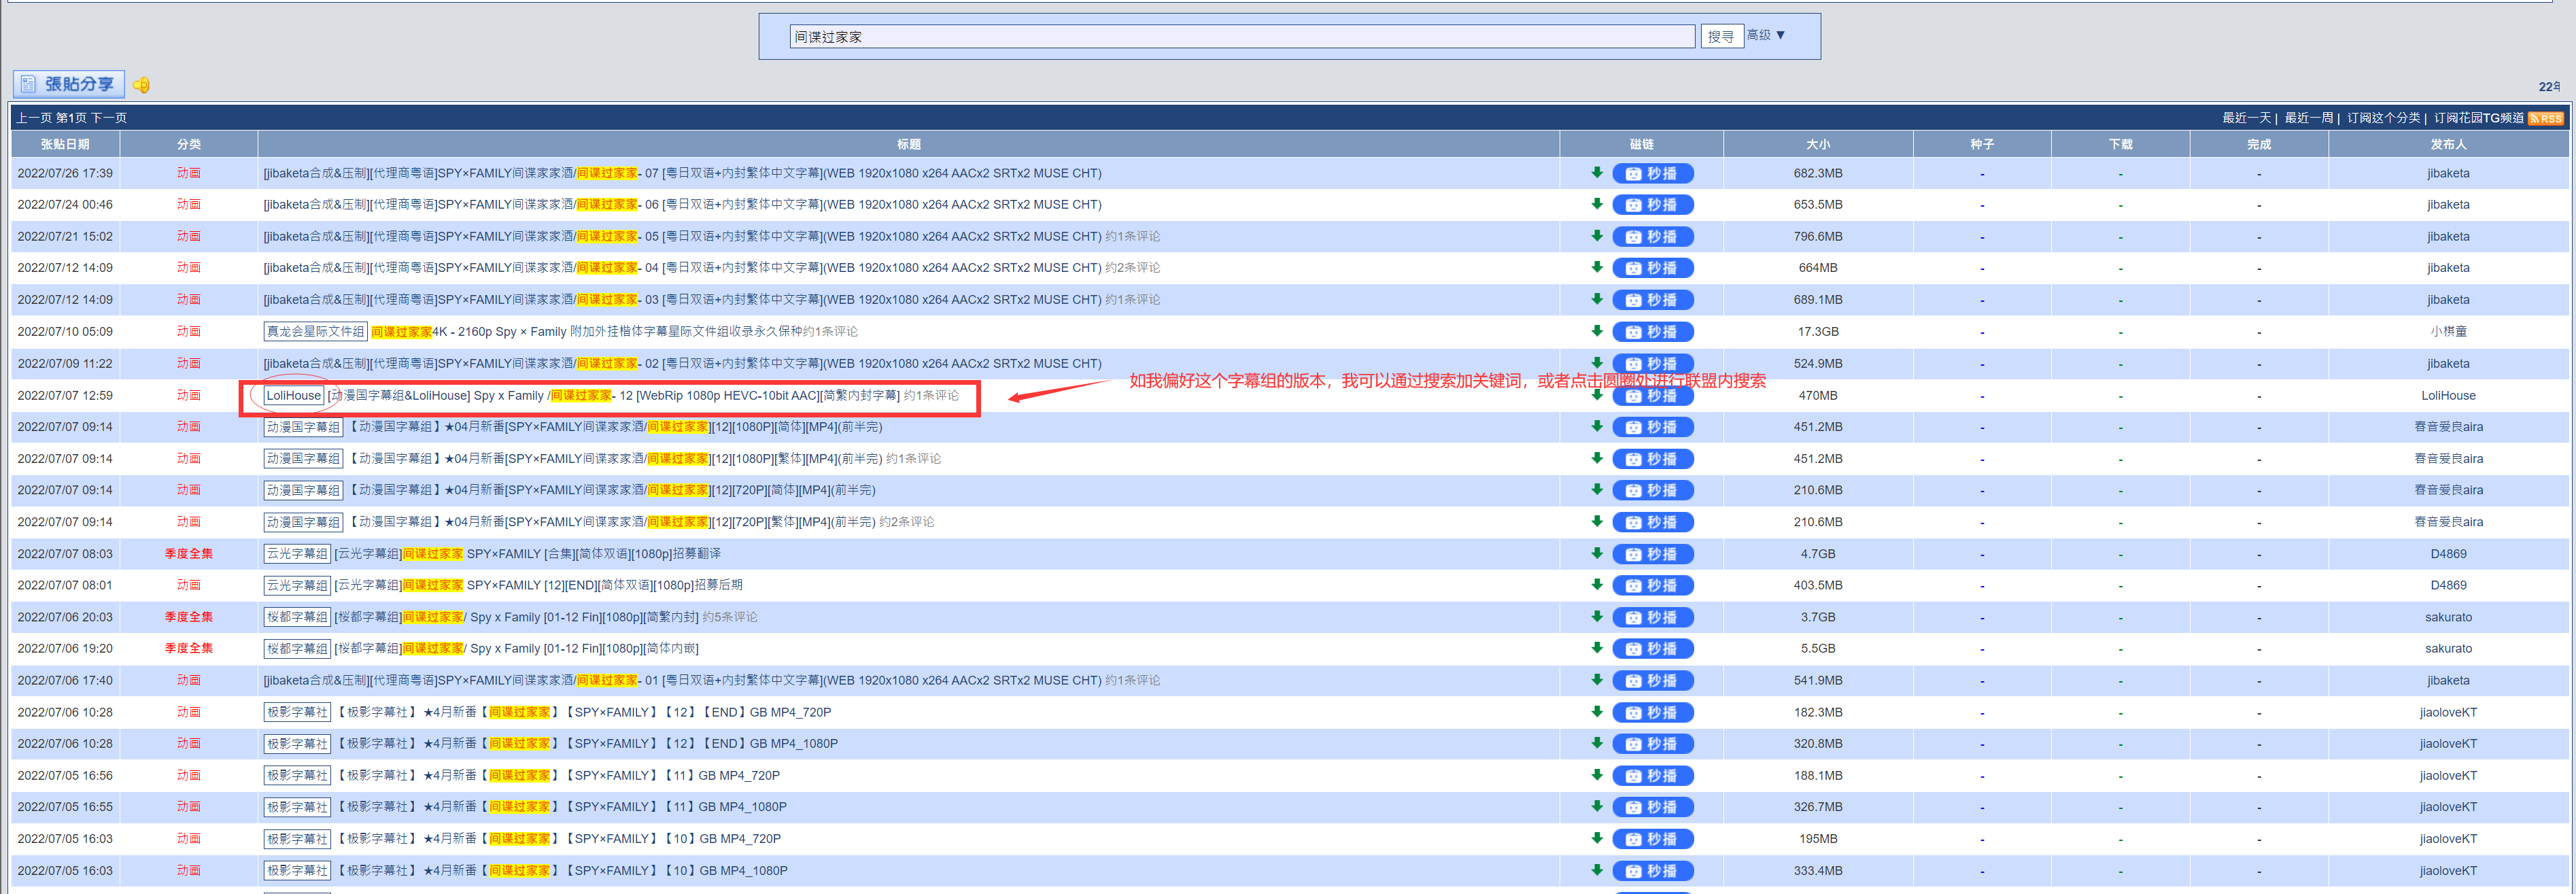 间谍过家家 搜寻 高级 ▼
張貼分享
22年
上一页 第1页 下一页 最近一天 | 最近一周 | 订阅这个分类 | 订阅花园TG频道 RSS
张贴日期 分类 标题 磁链 大小 种子 下载 完成 发布人
2022/07/26 17:39 动画 [jibaketa合成&压制][代理商粤语]SPY×FAMILY间谍家家酒/间谍过家家- 07 [粤日双语+内封繁体中文字幕](WEB 1920x1080 x264 AACx2 SRTx2 MUSE CHT) 秒播 682.3MB - - - jibaketa
2022/07/24 00:46 动画 [jibaketa合成&压制][代理商粤语]SPY×FAMILY间谍家家酒/间谍过家家- 06 [粤日双语+内封繁体中文字幕](WEB 1920x1080 x264 AACx2 SRTx2 MUSE CHT) 秒播 653.5MB - - - jibaketa
2022/07/21 15:02 动画 [jibaketa合成&压制][代理商粤语]SPY×FAMILY间谍家家酒/间谍过家家- 05 [粤日双语+内封繁体中文字幕](WEB 1920x1080 x264 AACx2 SRTx2 MUSE CHT) 约1条评论 秒播 796.6MB - - - jibaketa
2022/07/12 14:09 动画 [jibaketa合成&压制][代理商粤语]SPY×FAMILY间谍家家酒/间谍过家家- 04 [粤日双语+内封繁体中文字幕](WEB 1920x1080 x264 AACx2 SRTx2 MUSE CHT) 约2条评论 秒播 664MB - - - jibaketa
2022/07/12 14:09 动画 [jibaketa合成&压制][代理商粤语]SPY×FAMILY间谍家家酒/间谍过家家- 03 [粤日双语+内封繁体中文字幕](WEB 1920x1080 x264 AACx2 SRTx2 MUSE CHT) 约1条评论 秒播 689.1MB - - - jibaketa
2022/07/10 05:09 动画 真龙会星际文件组 间谍过家家4K - 2160p Spy × Family 附加外挂楷体字幕星际文件组收录永久保种约1条评论 秒播 17.3GB - - - 小棋童
2022/07/09 11:22 动画 [jibaketa合成&压制][代理商粤语]SPY×FAMILY间谍家家酒/间谍过家家- 02 [粤日双语+内封繁体中文字幕](WEB 1920x1080 x264 AACx2 SRTx2 MUSE CHT) 秒播 524.9MB - - - jibaketa
如我偏好这个字幕组的版本，我可以通过搜索加关键词，或者点击圆圈处进行联盟内搜索
2022/07/07 12:59 动画 LoliHouse [动漫国字幕组&LoliHouse] Spy x Family /间谍过家家- 12 [WebRip 1080p HEVC-10bit AAC][简繁内封字幕] 约1条评论 秒播 470MB - - - LoliHouse
2022/07/07 09:14 动画 动漫国字幕组 【动漫国字幕组】★04月新番[SPY×FAMILY间谍家家酒/间谍过家家][12][1080P][简体][MP4](前半完) 秒播 451.2MB - - - 春音爱良aira
2022/07/07 09:14 动画 动漫国字幕组 【动漫国字幕组】★04月新番[SPY×FAMILY间谍家家酒/间谍过家家][12][1080P][繁体][MP4](前半完) 约1条评论 秒播 451.2MB - - - 春音爱良aira
2022/07/07 09:14 动画 动漫国字幕组 【动漫国字幕组】★04月新番[SPY×FAMILY间谍家家酒/间谍过家家][12][720P][简体][MP4](前半完) 秒播 210.6MB - - - 春音爱良aira
2022/07/07 09:14 动画 动漫国字幕组 【动漫国字幕组】★04月新番[SPY×FAMILY间谍家家酒/间谍过家家][12][720P][繁体][MP4](前半完) 约2条评论 秒播 210.6MB - - - 春音爱良aira
2022/07/07 08:03 季度全集 云光字幕组 [云光字幕组]间谍过家家 SPY×FAMILY [合集][简体双语][1080p]招募翻译 秒播 4.7GB - - - D4869
2022/07/07 08:01 动画 云光字幕组 [云光字幕组]间谍过家家 SPY×FAMILY [12][END][简体双语][1080p]招募后期 秒播 403.5MB - - - D4869
2022/07/06 20:03 季度全集 桜都字幕组 [桜都字幕组]间谍过家家/ Spy x Family [01-12 Fin][1080p][简繁内封] 约5条评论 秒播 3.7GB - - - sakurato
2022/07/06 19:20 季度全集 桜都字幕组 [桜都字幕组]间谍过家家/ Spy x Family [01-12 Fin][1080p][简体内嵌] 秒播 5.5GB - - - sakurato
2022/07/06 17:40 动画 [jibaketa合成&压制][代理商粤语]SPY×FAMILY间谍家家酒/间谍过家家- 01 [粤日双语+内封繁体中文字幕](WEB 1920x1080 x264 AACx2 SRTx2 MUSE CHT) 约1条评论 秒播 541.9MB - - - jibaketa
2022/07/06 10:28 动画 极影字幕社 【极影字幕社】 ★4月新番【间谍过家家】【SPY×FAMILY】【12】【END】GB MP4_720P 秒播 182.3MB - - - jiaoloveKT
2022/07/06 10:28 动画 极影字幕社 【极影字幕社】 ★4月新番【间谍过家家】【SPY×FAMILY】【12】【END】GB MP4_1080P 秒播 320.8MB - - - jiaoloveKT
2022/07/05 16:56 动画 极影字幕社 【极影字幕社】 ★4月新番【间谍过家家】【SPY×FAMILY】【11】GB MP4_720P 秒播 188.1MB - - - jiaoloveKT
2022/07/05 16:55 动画 极影字幕社 【极影字幕社】 ★4月新番【间谍过家家】【SPY×FAMILY】【11】GB MP4_1080P 秒播 326.7MB - - - jiaoloveKT
2022/07/05 16:03 动画 极影字幕社 【极影字幕社】 ★4月新番【间谍过家家】【SPY×FAMILY】【10】GB MP4_720P 秒播 195MB - - - jiaoloveKT
2022/07/05 16:03 动画 极影字幕社 【极影字幕社】 ★4月新番【间谍过家家】【SPY×FAMILY】【10】GB MP4_1080P 秒播 333.4MB - - - jiaoloveKT